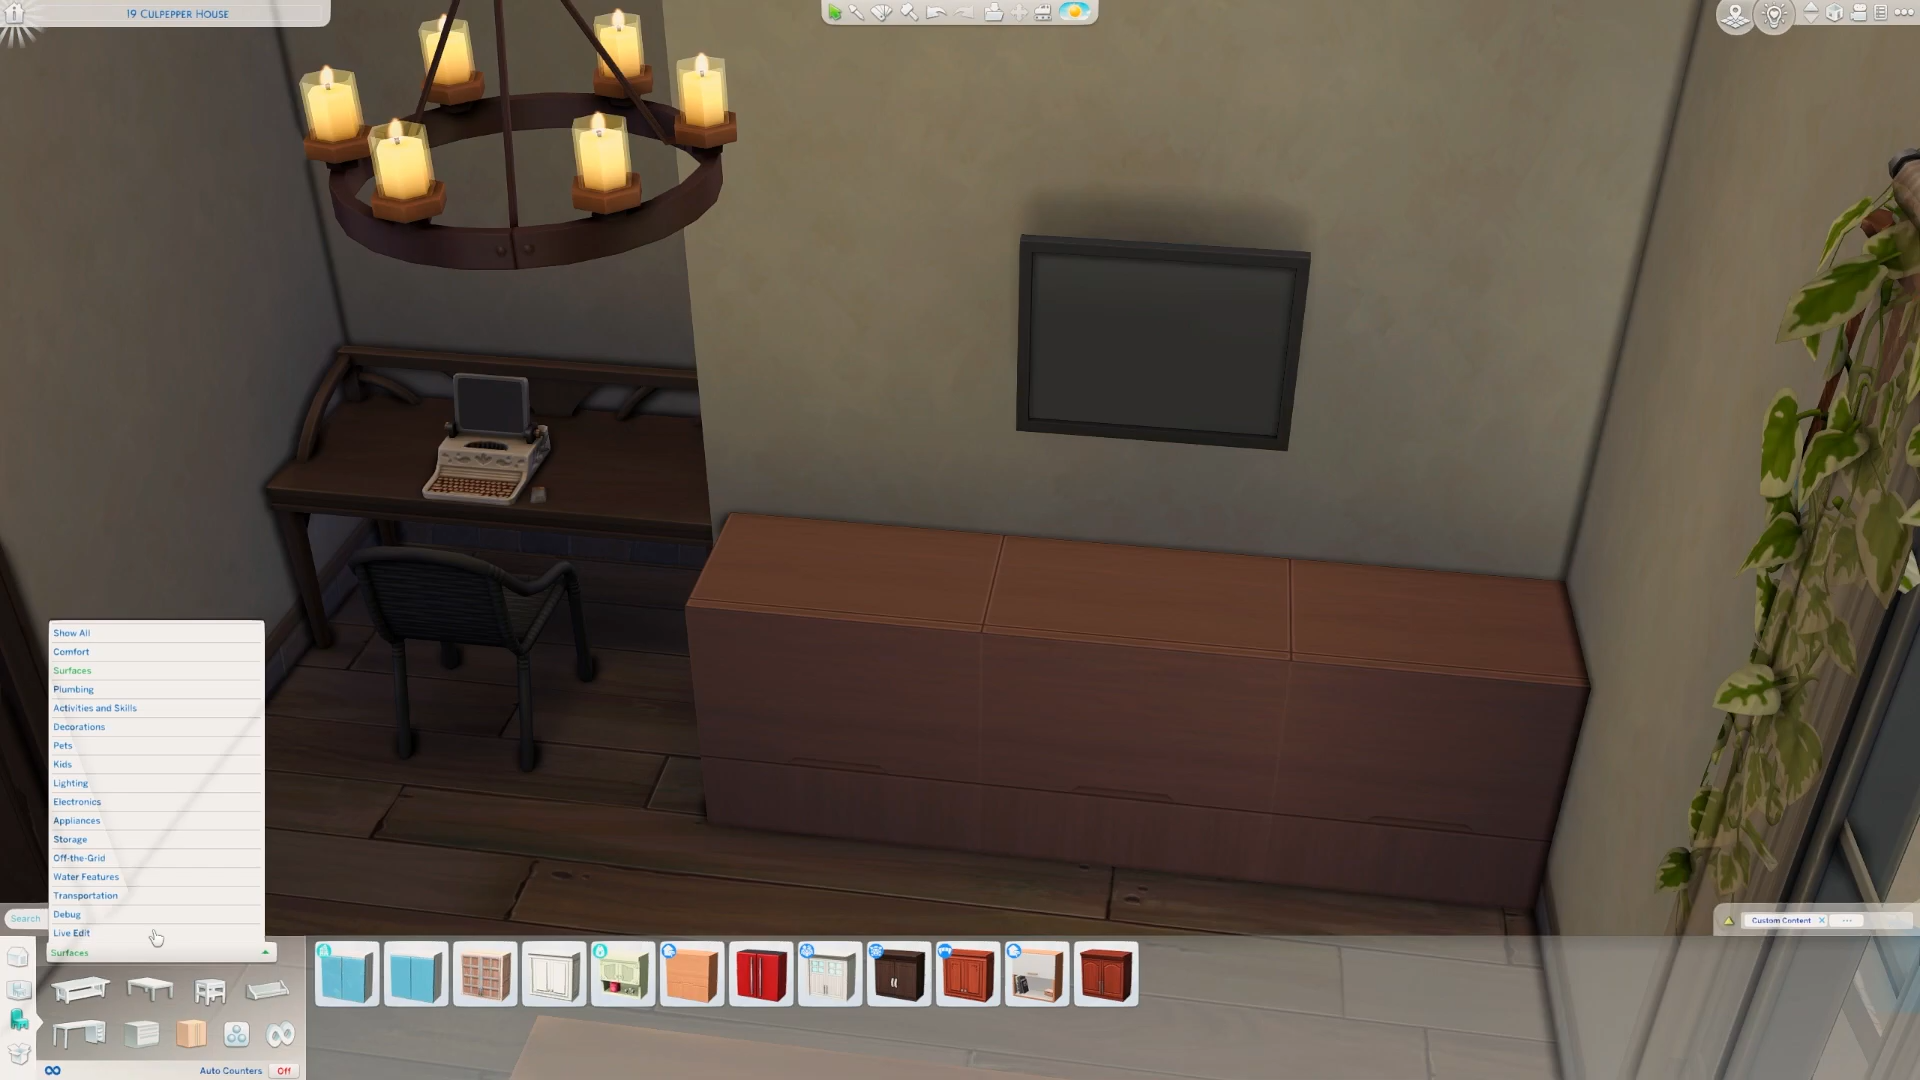 19 Culpepper House
Show All
Comfort
Surfaces
Plumbing
Activities and Skills
Decorations
Pets
Kids
Lighting
Electronics
Appliances
Storage
Off-the-Grid
Water Features
Transportation
Debug
Live Edit
Search
Surfaces
Custom Content
Auto Counters Off